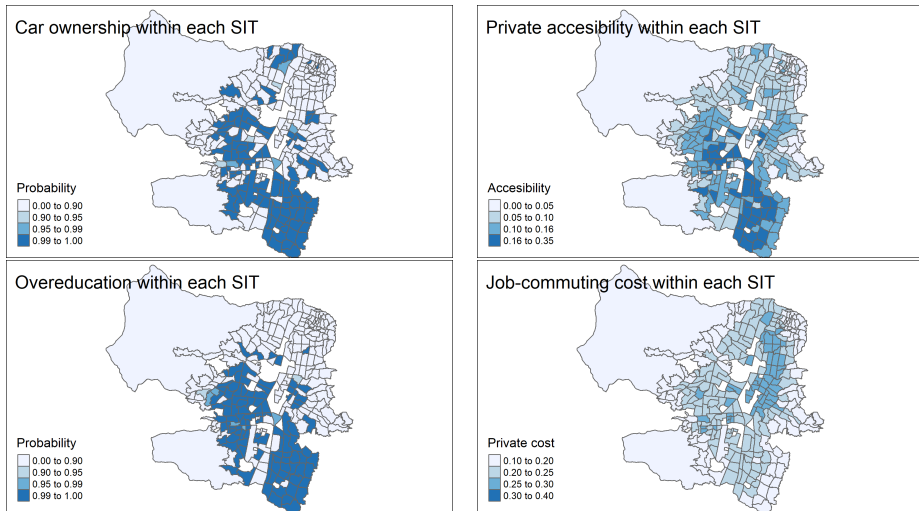 Car ownership within each SIT
Probability
0.00 to 0.90
0.90 to 0.95
0.95 to 0.99
0.99 to 1.00
Private accesibility within each SIT
Accesibility
0.00 to 0.05
0.05 to 0.10
0.10 to 0.16
0.16 to 0.35
Overeducation within each SIT
Probability
0.00 to 0.90
0.90 to 0.95
0.95 to 0.99
0.99 to 1.00
Job-commuting cost within each SIT
Private cost
0.10 to 0.20
0.20 to 0.25
0.25 to 0.30
0.30 to 0.40